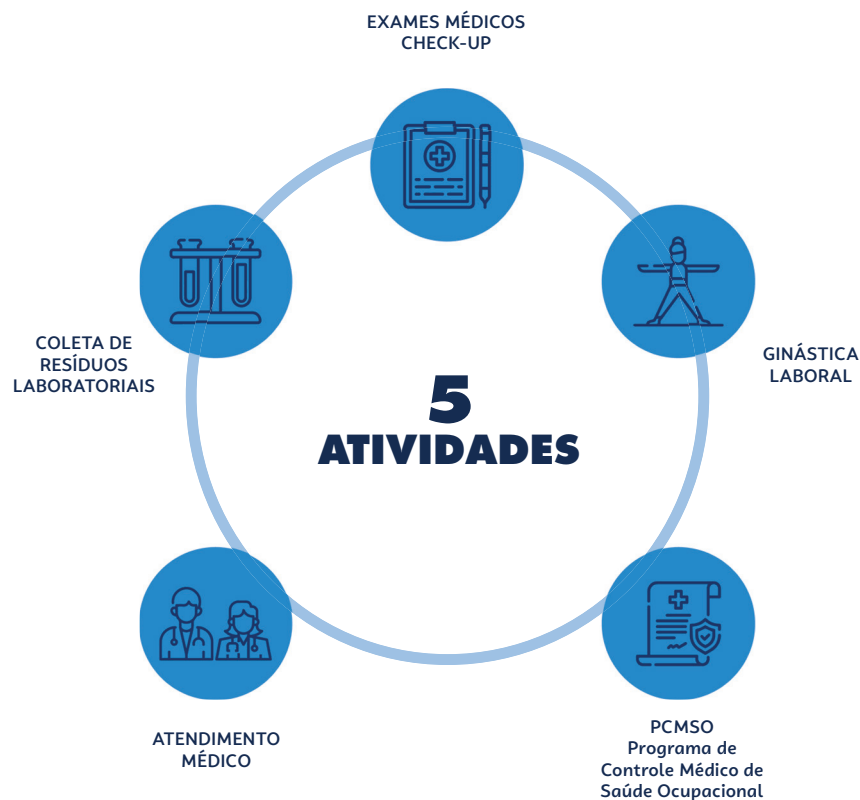 EXAMES MÉDICOS
CHECK-UP
COLETA DE
RESÍDUOS
LABORATORIAIS
GINÁSTICA
LABORAL
5
ATIVIDADES
ATENDIMENTO
MÉDICO
PCMSO
Programa de
Controle Médico de
Saúde Ocupacional